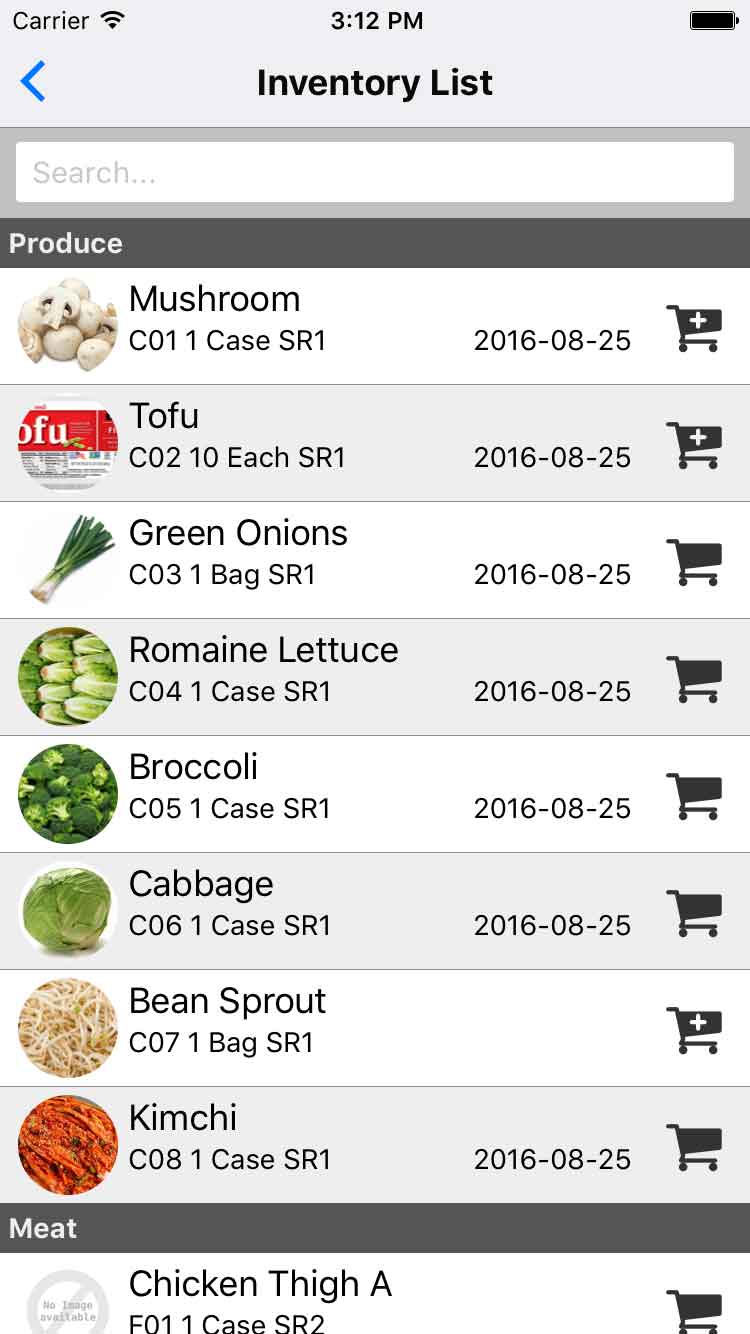 Carrier 3:12 PM
Inventory List
Search...
Produce
Mushroom
C01 1 Case SR1 2016-08-25
ofu
Tofu
C02 10 Each SR1 2016-08-25
Green Onions
C03 1 Bag SR1 2016-08-25
Romaine Lettuce
C04 1 Case SR1 2016-08-25
Broccoli
C05 1 Case SR1 2016-08-25
Cabbage
C06 1 Case SR1 2016-08-25
Bean Sprout
C07 1 Bag SR1
Kimchi
C08 1 Case SR1 2016-08-25
Meat
No Image
available
Chicken Thigh A
F01 1 Case SR2